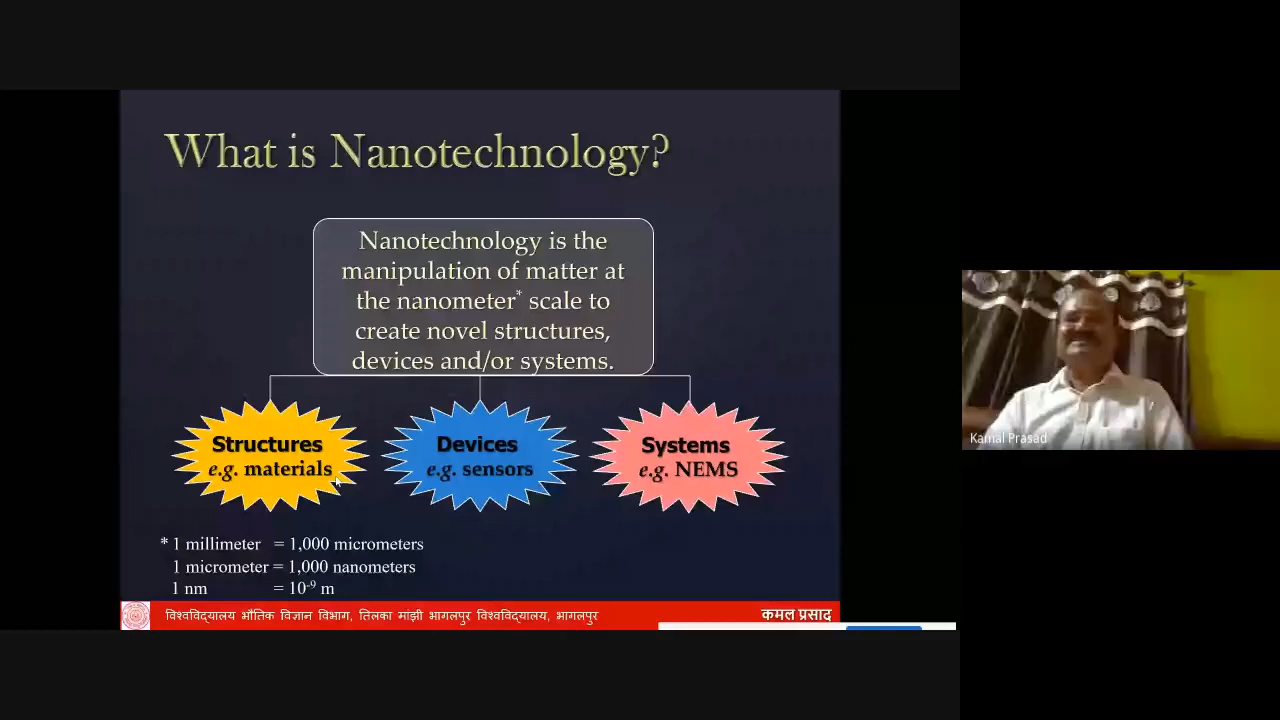 What is Nanotechnology?
Nanotechnology is the
manipulation of matter at
the nanometer* scale to
create novel structures,
devices and/or systems.
Structures
e.g. materials
Devices
e.g. sensors
Systems
e.g. NEMS
* 1 millimeter = 1,000 micrometers
1 micrometer = 1,000 nanometers
1 nm = 10⁻⁹ m
विश्वविद्यालय भौतिक विज्ञान विभाग, तिलका मांझी भागलपुर विश्वविद्यालय, भागलपुर
कमल प्रसाद
Kamal Prasad